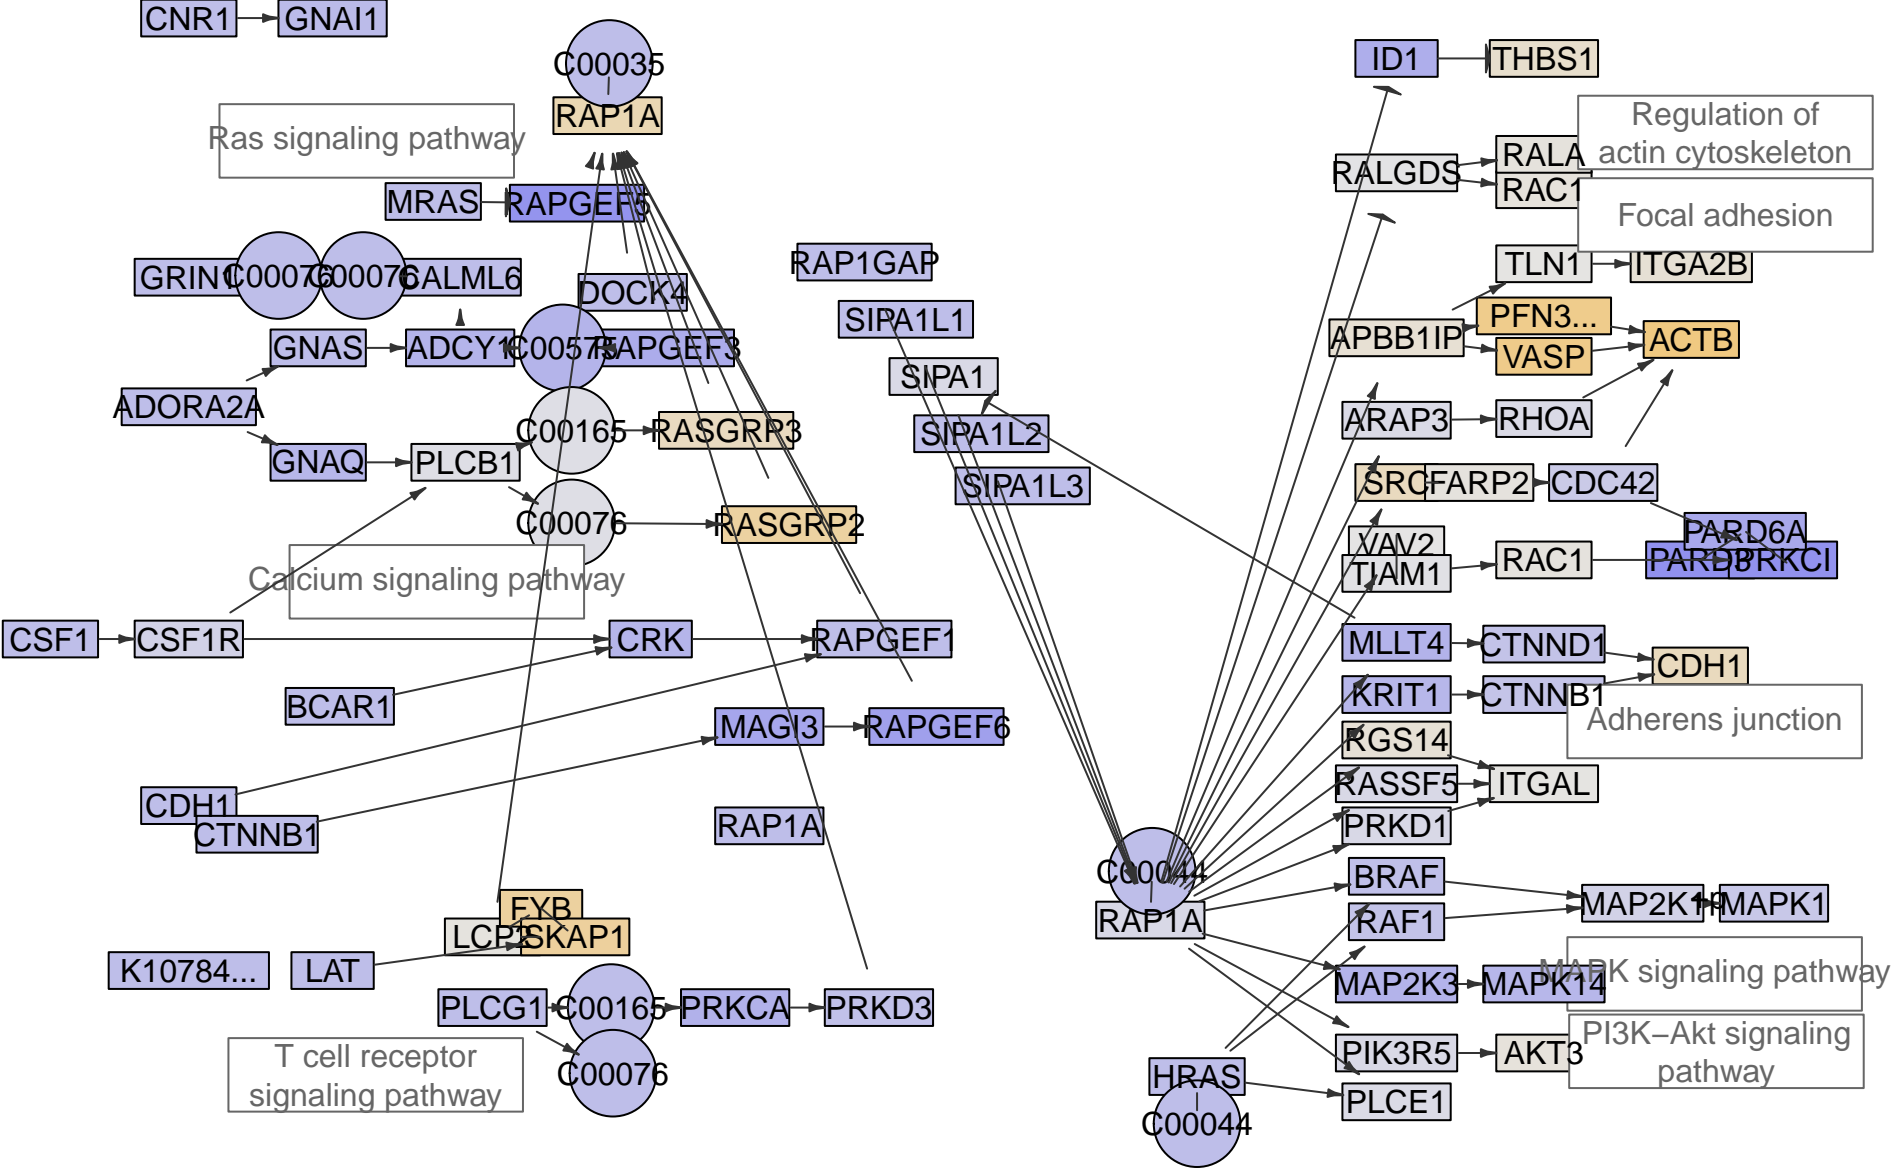 CNR1
GNAI1
C00035
RAP1A
Ras signaling pathway
MRAS
RAPGEF5
GRIN1
C00076
C00076
CALML6
DOCK4
GNAS
ADCY1
C00575
RAPGEF3
ADORA2A
GNAQ
PLCB1
C00165
RASGRP3
C00076
RASGRP2
Calcium signaling pathway
CSF1
CSF1R
CRK
RAPGEF1
BCAR1
MAGI3
RAPGEF6
CDH1
CTNNB1
RAP1A
FYB
LCP2
SKAP1
K10784...
LAT
PLCG1
C00165
PRKCA
PRKD3
C00076
T cell receptor
signaling pathway
RAP1GAP
SIPA1L1
SIPA1
SIPA1L2
SIPA1L3
C00044
RAP1A
HRAS
C00044
ID1
THBS1
Regulation of
actin cytoskeleton
RALGDS
RALA
RAC1
Focal adhesion
TLN1
ITGA2B
APBB1IP
PFN3...
VASP
ACTB
ARAP3
RHOA
SRC
FARP2
CDC42
VAV2
TIAM1
RAC1
PARD6A
PARD3
PRKCI
MLLT4
CTNND1
CDH1
KRIT1
CTNNB1
Adherens junction
RGS14
RASSF5
ITGAL
PRKD1
BRAF
RAF1
MAP2K1
+p
MAPK1
MAP2K3
MAPK14
MAPK signaling pathway
PIK3R5
AKT3
PI3K−Akt signaling
pathway
PLCE1